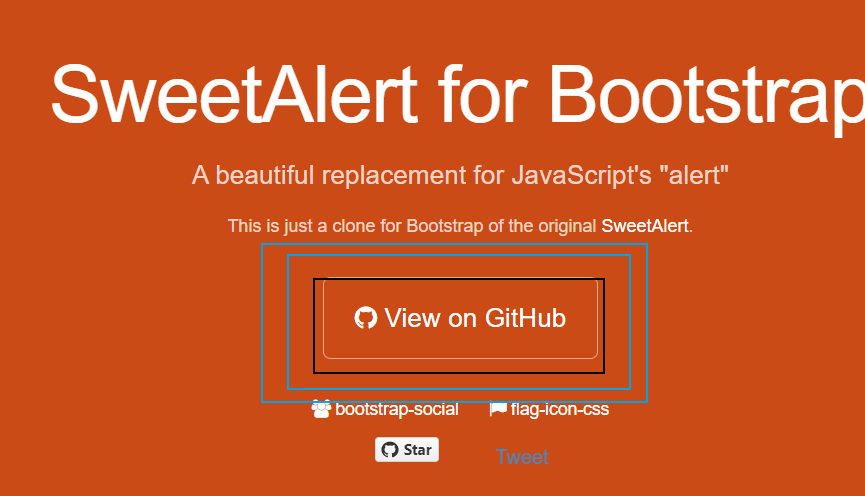 SweetAlert for Bootstrap
A beautiful replacement for JavaScript's "alert"
This is just a clone for Bootstrap of the original SweetAlert.
View on GitHub
bootstrap-social flag-icon-css
Star Tweet